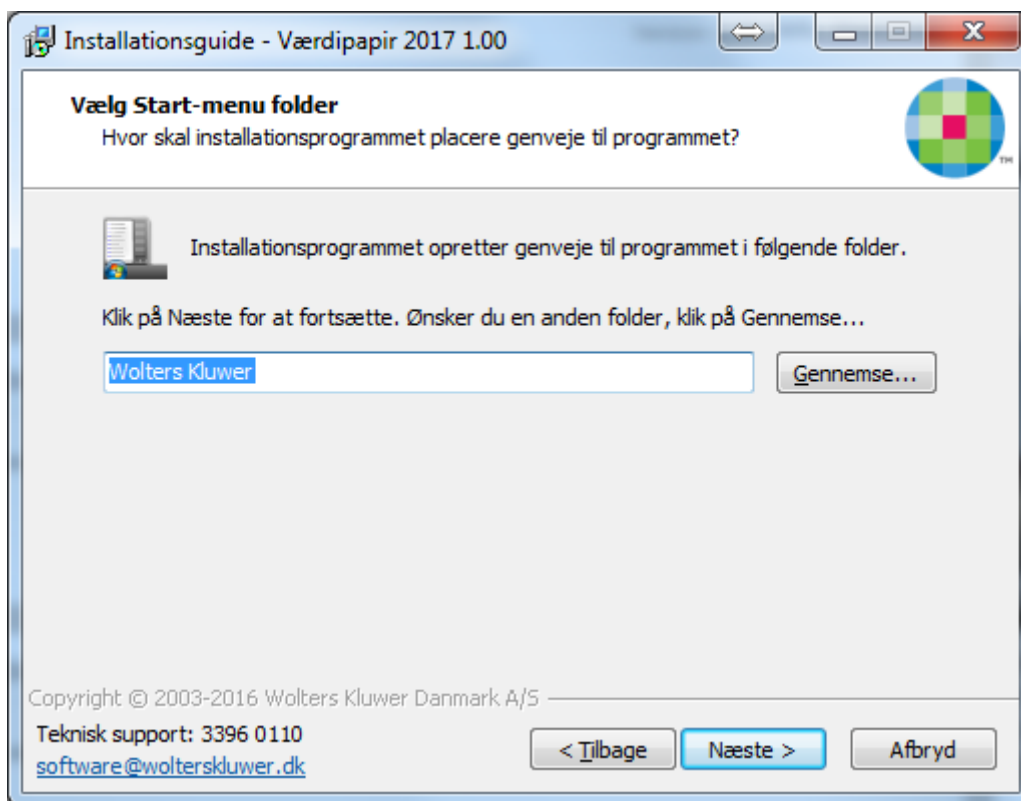 Installationsguide - Værdipapir 2017 1.00
Vælg Start-menu folder
Hvor skal installationsprogrammet placere genveje til programmet?
TM
Installationsprogrammet opretter genveje til programmet i følgende folder.
Klik på Næste for at fortsætte. Ønsker du en anden folder, klik på Gennemse...
Wolters Kluwer
Gennemse...
Copyright © 2003-2016 Wolters Kluwer Danmark A/S
Teknisk support: 3396 0110
software@wolterskluwer.dk
< Tilbage
Næste >
Afbryd